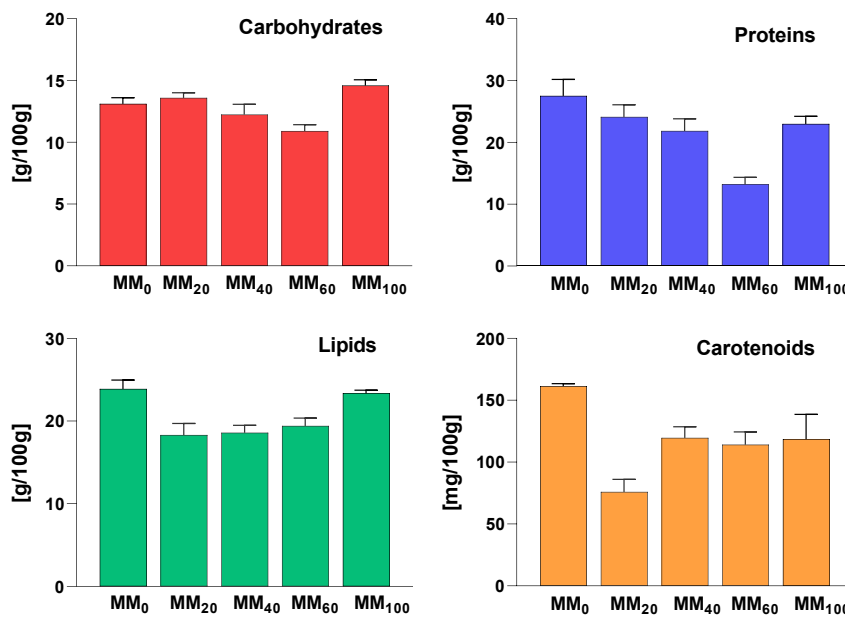 Carbohydrates
[g/100g]
20
15
10
5
0
MM₀ MM₂₀ MM₄₀ MM₆₀ MM₁₀₀
Proteins
[g/100g]
40
30
20
10
0
MM₀ MM₂₀ MM₄₀ MM₆₀ MM₁₀₀
Lipids
[g/100g]
30
20
10
0
MM₀ MM₂₀ MM₄₀ MM₆₀ MM₁₀₀
Carotenoids
[mg/100g]
200
150
100
50
0
MM₀ MM₂₀ MM₄₀ MM₆₀ MM₁₀₀